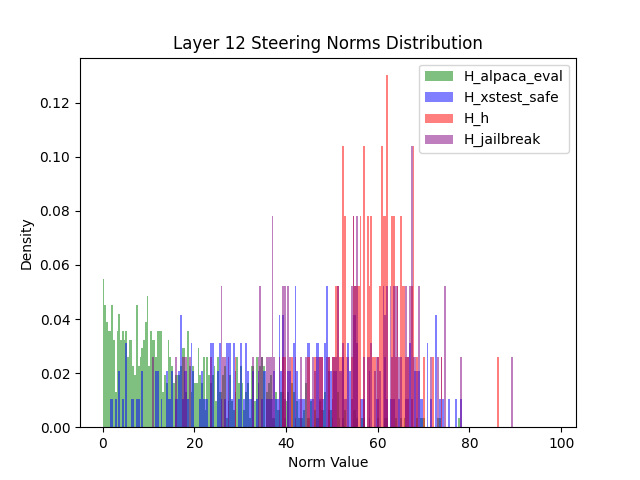 Layer 12 Steering Norms Distribution
H_alpaca_eval
H_xstest_safe
H_h
H_jailbreak
0.12
0.10
0.08
0.06
0.04
0.02
0.00
Density
0 20 40 60 80 100
Norm Value